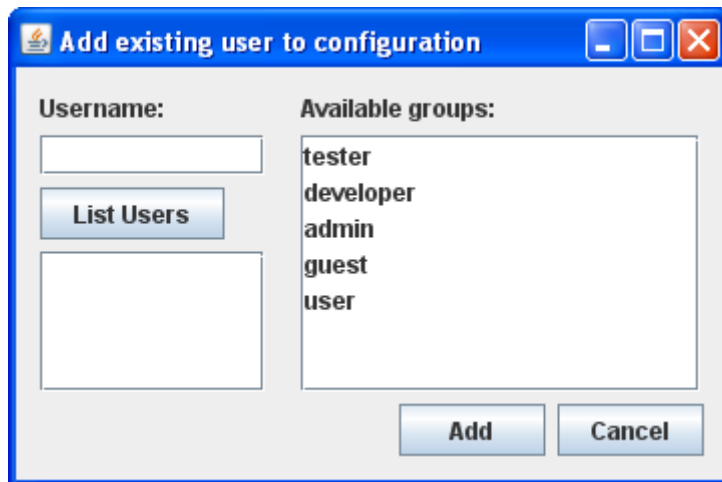 Add existing user to configuration
Username:
List Users
Available groups:
tester
developer
admin
guest
user
Add
Cancel